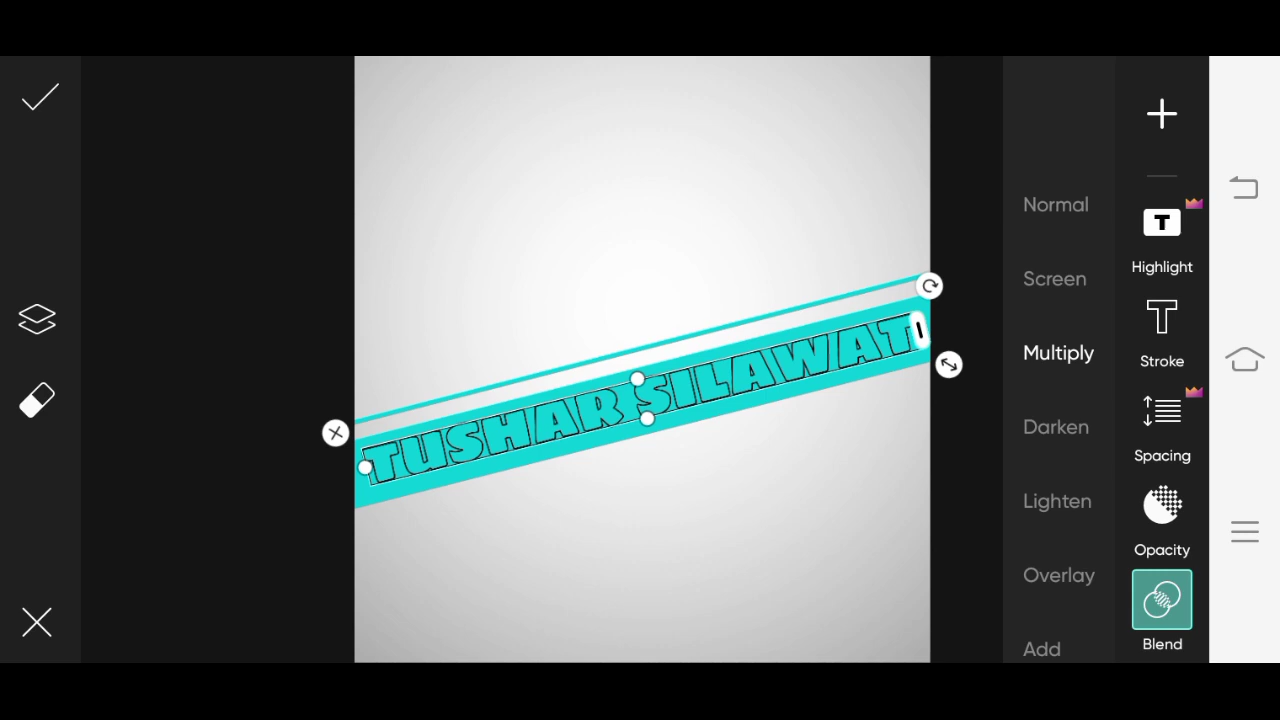 TUSHAR SILAWAT
Normal
Screen
Multiply
Darken
Lighten
Overlay
Add
T
Highlight
T
Stroke
Spacing
Opacity
Blend